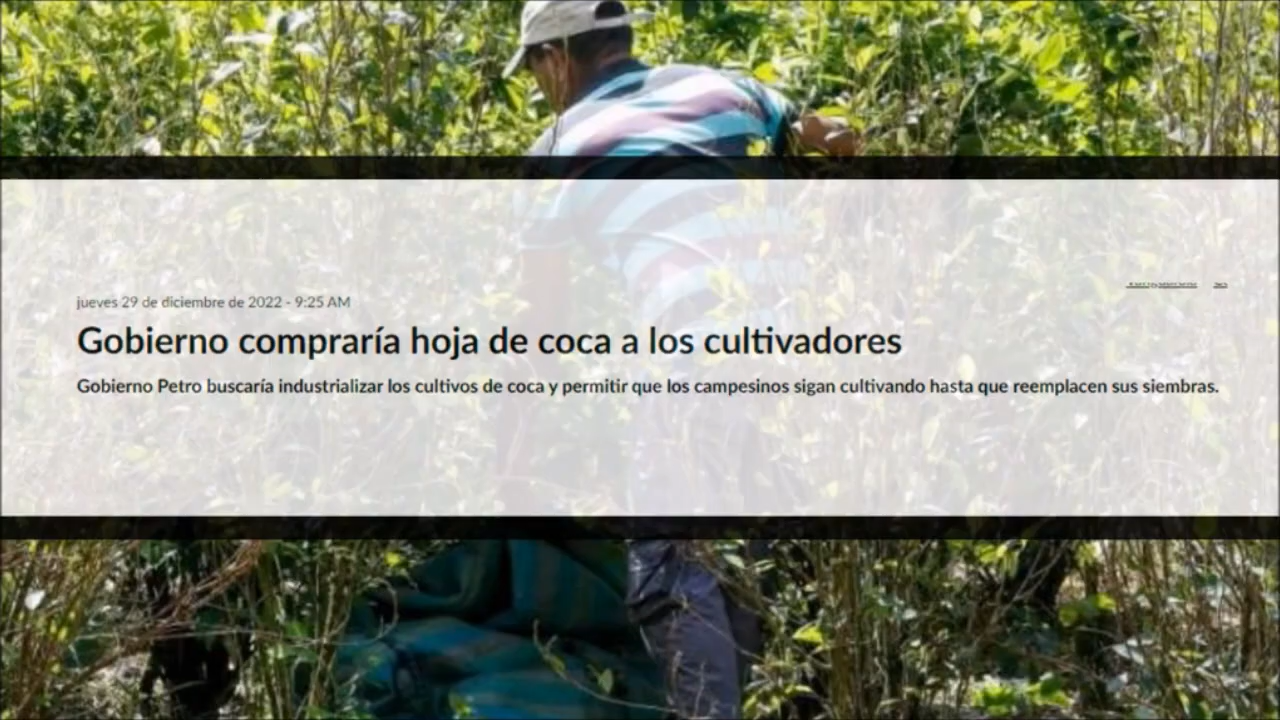 jueves 29 de diciembre de 2022 - 9:25 AM
Gobierno compraría hoja de coca a los cultivadores
Gobierno Petro buscaría industrializar los cultivos de coca y permitir que los campesinos sigan cultivando hasta que reemplacen sus siembras.